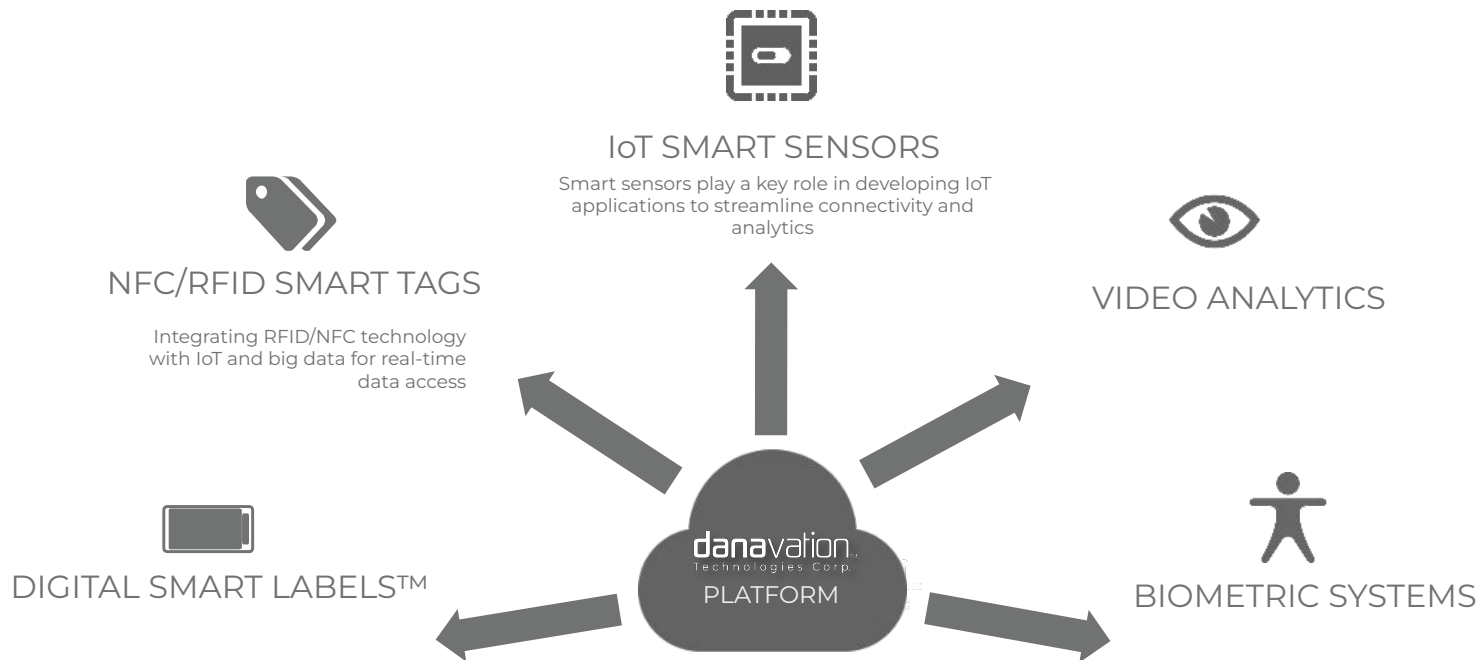 IoT SMART SENSORS
Smart sensors play a key role in developing IoT
applications to streamline connectivity and
analytics
NFC/RFID SMART TAGS
Integrating RFID/NFC technology
with IoT and big data for real-time
data access
VIDEO ANALYTICS
DIGITAL SMART LABELS™
danavation
Technologies Corp.
PLATFORM
BIOMETRIC SYSTEMS